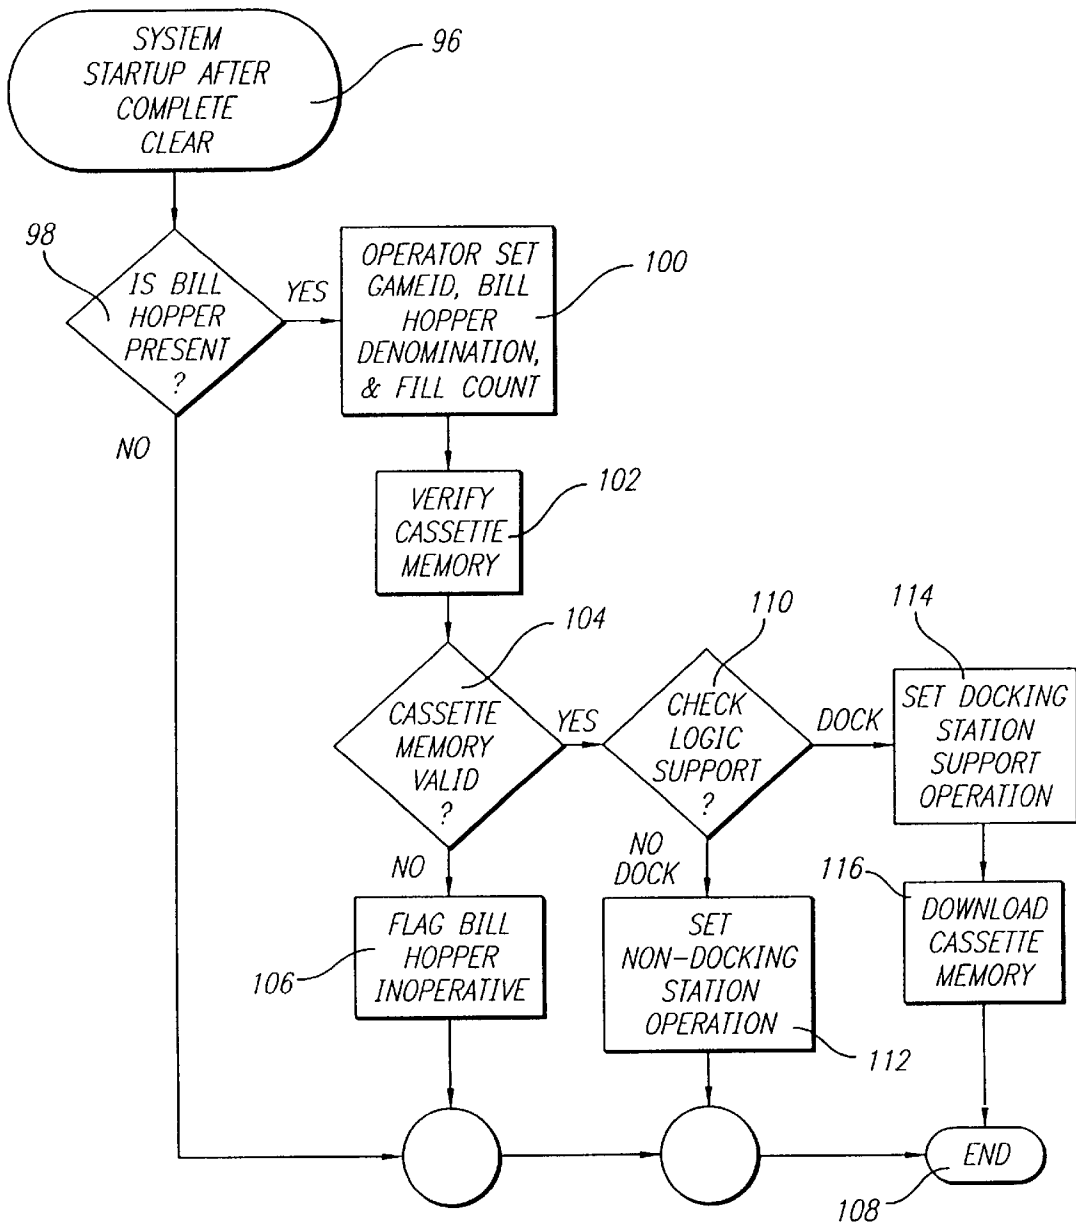 SYSTEM
STARTUP AFTER
COMPLETE
CLEAR
96
98
IS BILL
HOPPER
PRESENT
?
YES
NO
OPERATOR SET
GAMEID, BILL
HOPPER
DENOMINATION,
& FILL COUNT
100
VERIFY
CASSETTE
MEMORY
102
104
CASSETTE
MEMORY
VALID
?
YES
NO
110
CHECK
LOGIC
SUPPORT
?
DOCK
NO
DOCK
114
SET DOCKING
STATION
SUPPORT
OPERATION
116
DOWNLOAD
CASSETTE
MEMORY
FLAG BILL
HOPPER
INOPERATIVE
106
SET
NON-DOCKING
STATION
OPERATION
112
END
108